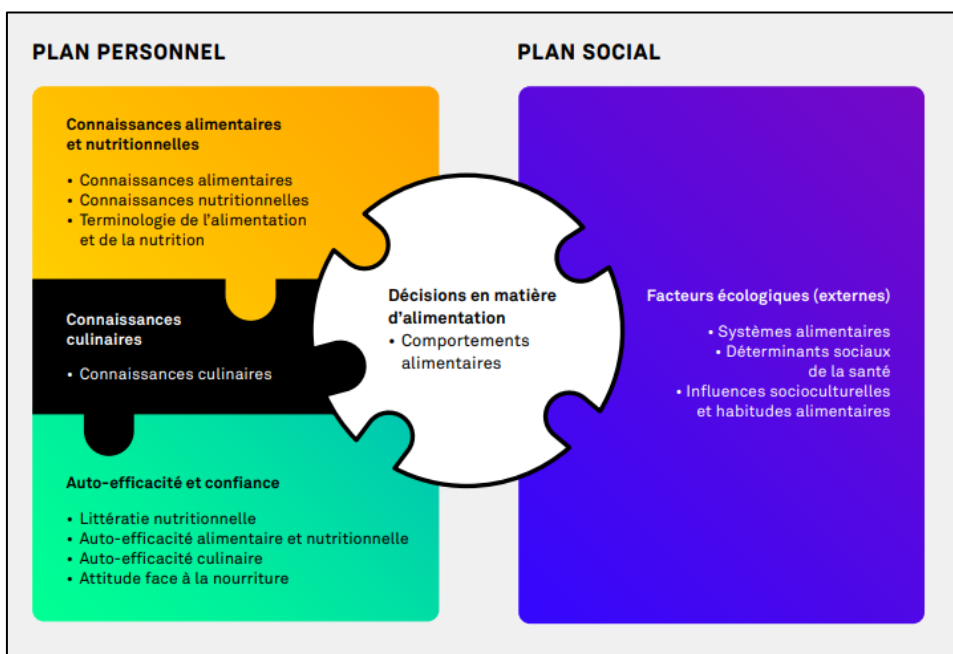 PLAN PERSONNEL
Connaissances alimentaires
et nutritionnelles
• Connaissances alimentaires
• Connaissances nutritionnelles
• Terminologie de l'alimentation
et de la nutrition
Connaissances
culinaires
• Connaissances culinaires
Auto-efficacité et confiance
• Littératie nutritionnelle
• Auto-efficacité alimentaire et nutritionnelle
• Auto-efficacité culinaire
• Attitude face à la nourriture
Décisions en matière
d'alimentation
• Comportements
alimentaires
PLAN SOCIAL
Facteurs écologiques (externes)
• Systèmes alimentaires
• Déterminants sociaux
de la santé
• Influences socioculturelles
et habitudes alimentaires